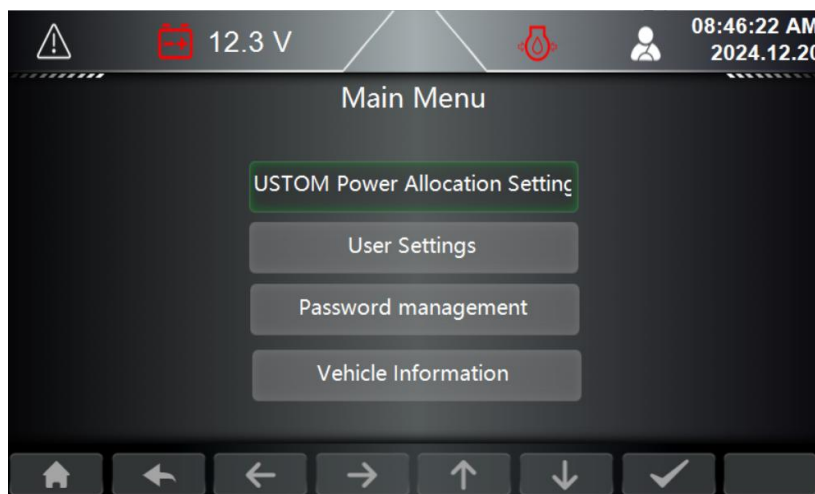 12.3 V
08:46:22 AM
2024.12.20
Main Menu
USTOM Power Allocation Setting
User Settings
Password management
Vehicle Information